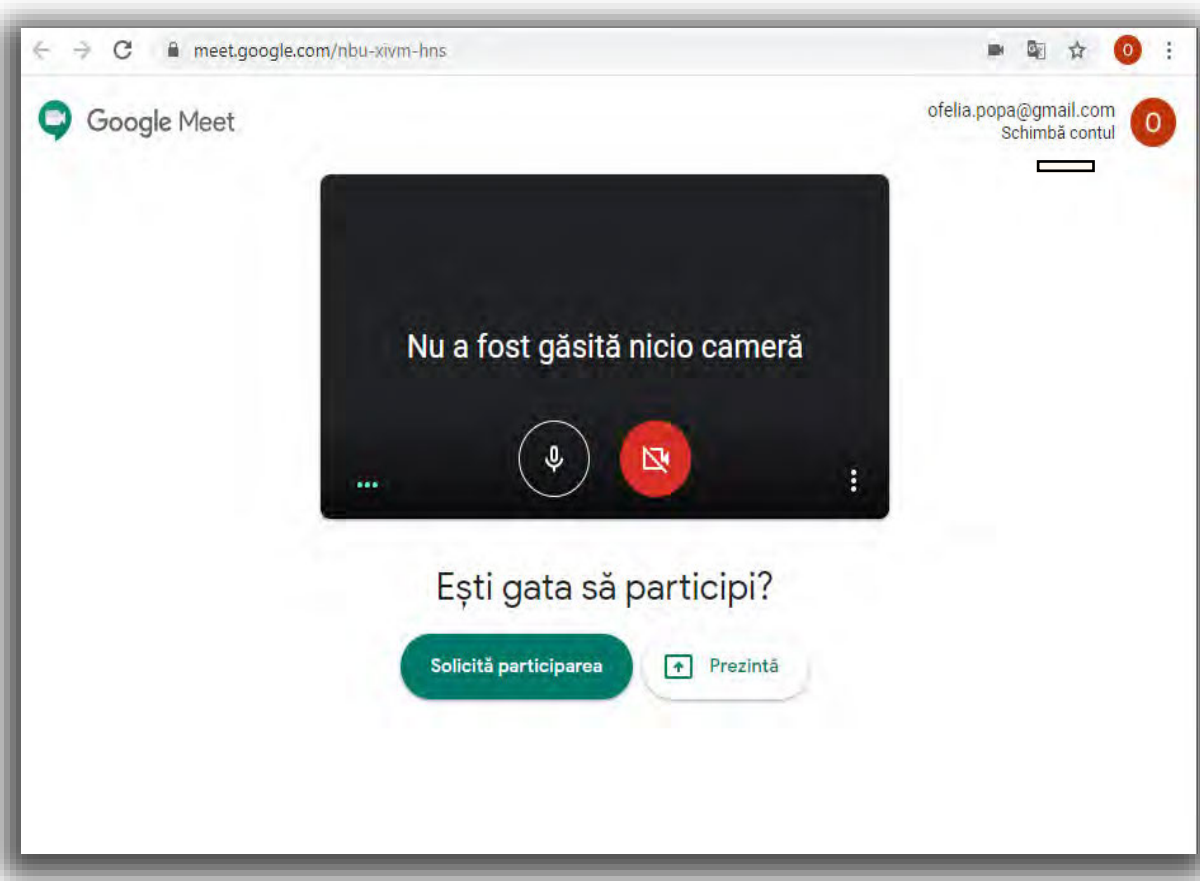 meet.google.com/nbu-xivm-hns
O
Google Meet
ofelia.popa@gmail.com
Schimbă contul
O
Nu a fost găsită nicio cameră
Ești gata să participi?
Solicită participarea
Prezintă